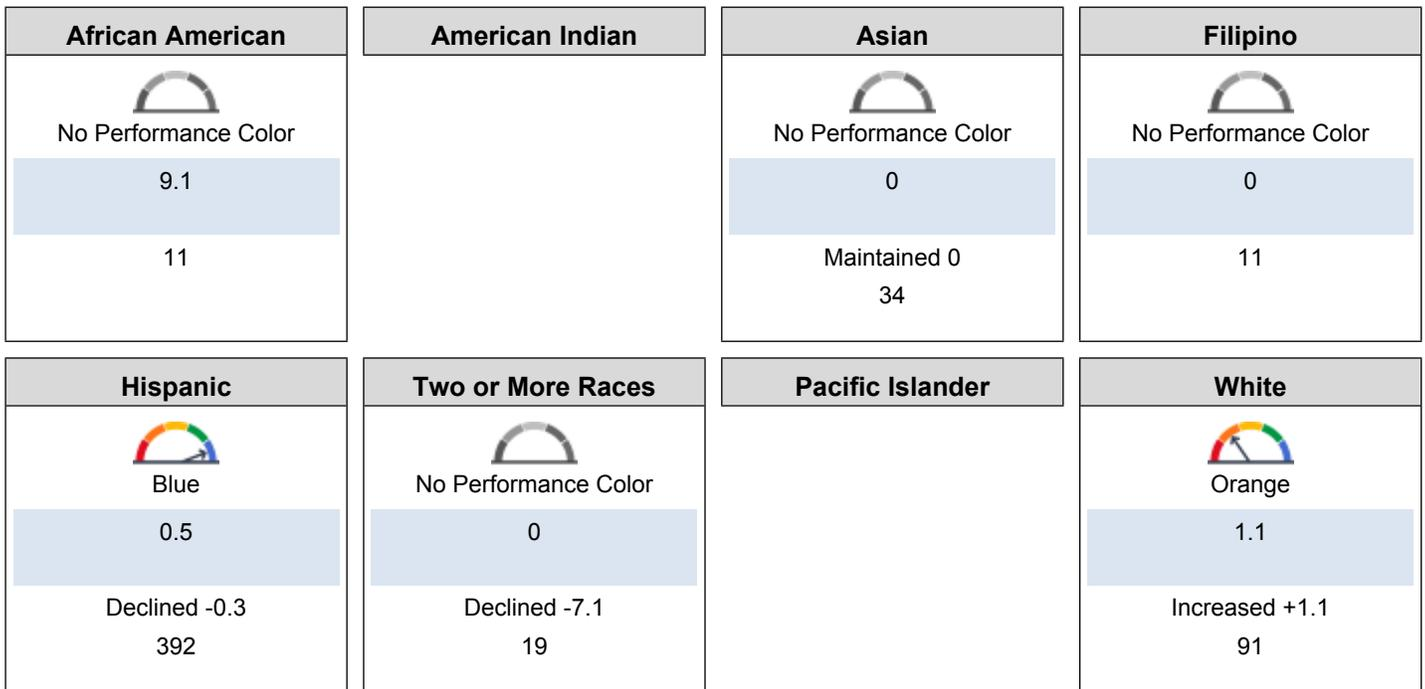 African American
No Performance Color
9.1
11
American Indian
Asian
No Performance Color
0
Maintained 0
34
Filipino
No Performance Color
0
11
Hispanic
Blue
0.5
Declined -0.3
392
Two or More Races
No Performance Color
0
Declined -7.1
19
Pacific Islander
White
Orange
1.1
Increased +1.1
91